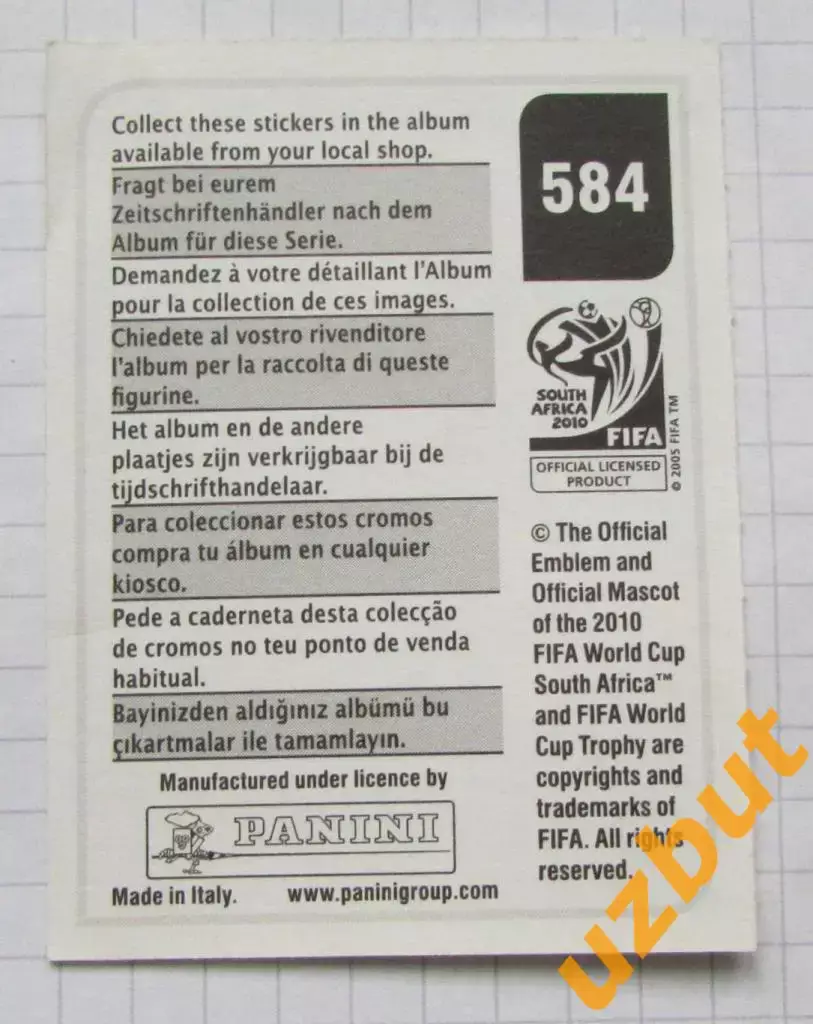 Collect these stickers in the album
available from your local shop.
Fragt bei eurem
Zeitschriftenhändler nach dem
Album für diese Serie.
Demandez à votre détaillant l'Album
pour la collection de ces images.
Chiedete al vostro rivenditore
l'album per la raccolta di queste
figurine.
Het album en de andere
plaatjes zijn verkrijgbaar bij de
tijdschrifthandelaar.
Para coleccionar estos cromos
compra tu álbum en cualquier
kiosco.
Pede a caderneta desta colecção
de cromos no teu ponto de venda
habitual.
Bayinizden aldığınız albümü bu
çıkartmalar ile tamamlayın.
Manufactured under licence by
PANINI
Made in Italy. www.paninigroup.com
584
SOUTH
AFRICA
2010
FIFA
OFFICIAL LICENSED
PRODUCT
© 2005 FIFA TM
© The Official
Emblem and
Official Mascot
of the 2010
FIFA World Cup
South Africa™
and FIFA World
Cup Trophy are
copyrights and
trademarks of
FIFA. All rights
reserved.
uzbut